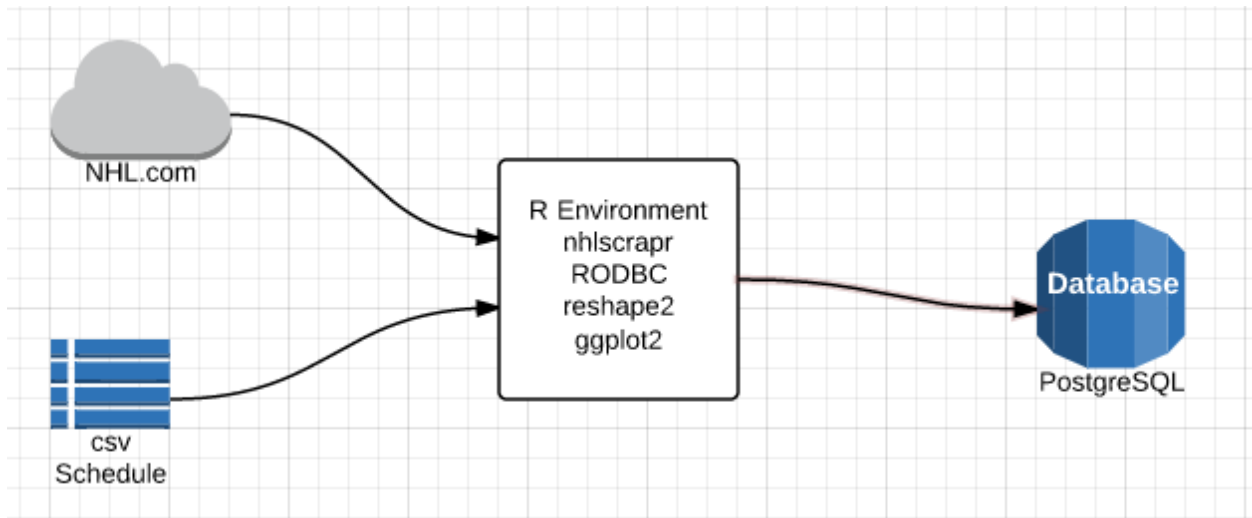 NHL.com
csv
Schedule
R Environment
nhlscrapr
RODBC
reshape2
ggplot2
Database
PostgreSQL